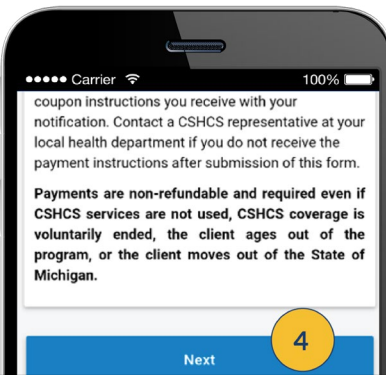 ●●●●● Carrier 100%
coupon instructions you receive with your
notification. Contact a CSHCS representative at your
local health department if you do not receive the
payment instructions after submission of this form.
Payments are non-refundable and required even if
CSHCS services are not used, CSHCS coverage is
voluntarily ended, the client ages out of the
program, or the client moves out of the State of
Michigan.
4
Next